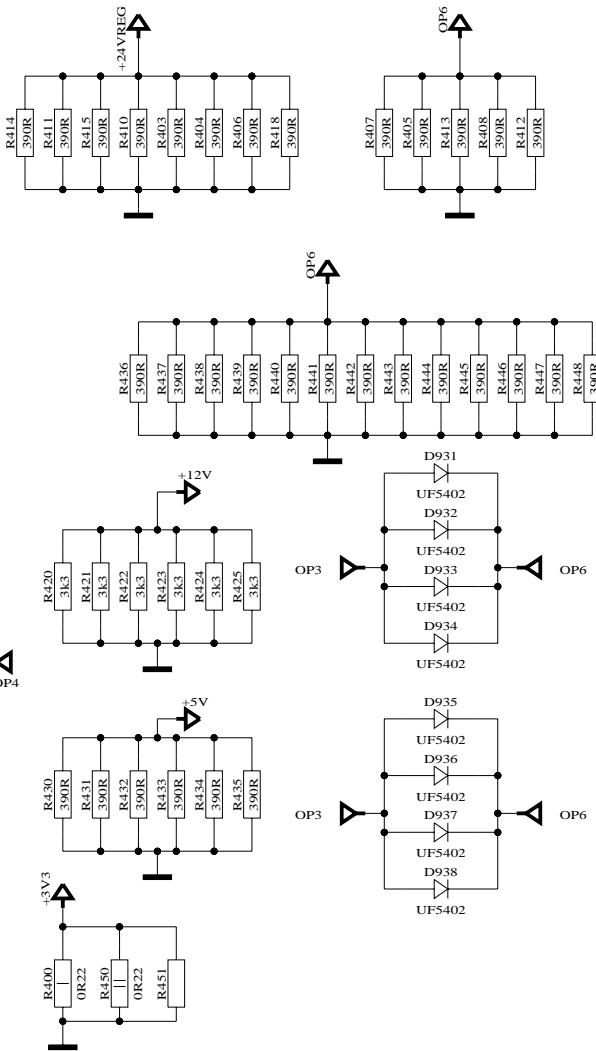 +24VREG
OP6
R414
390R
R411
390R
R415
390R
R410
390R
R403
390R
R404
390R
R406
390R
R418
390R
R407
390R
R405
390R
R413
390R
R408
390R
R412
390R
OP6
R436
390R
R437
390R
R438
390R
R439
390R
R440
390R
R441
390R
R442
390R
R443
390R
R444
390R
R445
390R
R446
390R
R447
390R
R448
390R
+12V
R420
3k3
R421
3k3
R422
3k3
R423
3k3
R424
3k3
R425
3k3
D931
UF5402
D932
UF5402
OP3
OP6
D933
UF5402
D934
UF5402
OP4
+5V
R430
390R
R431
390R
R432
390R
R433
390R
R434
390R
R435
390R
D935
UF5402
D936
UF5402
OP3
OP6
D937
UF5402
D938
UF5402
+3V3
R400
0R22
R450
0R22
R451